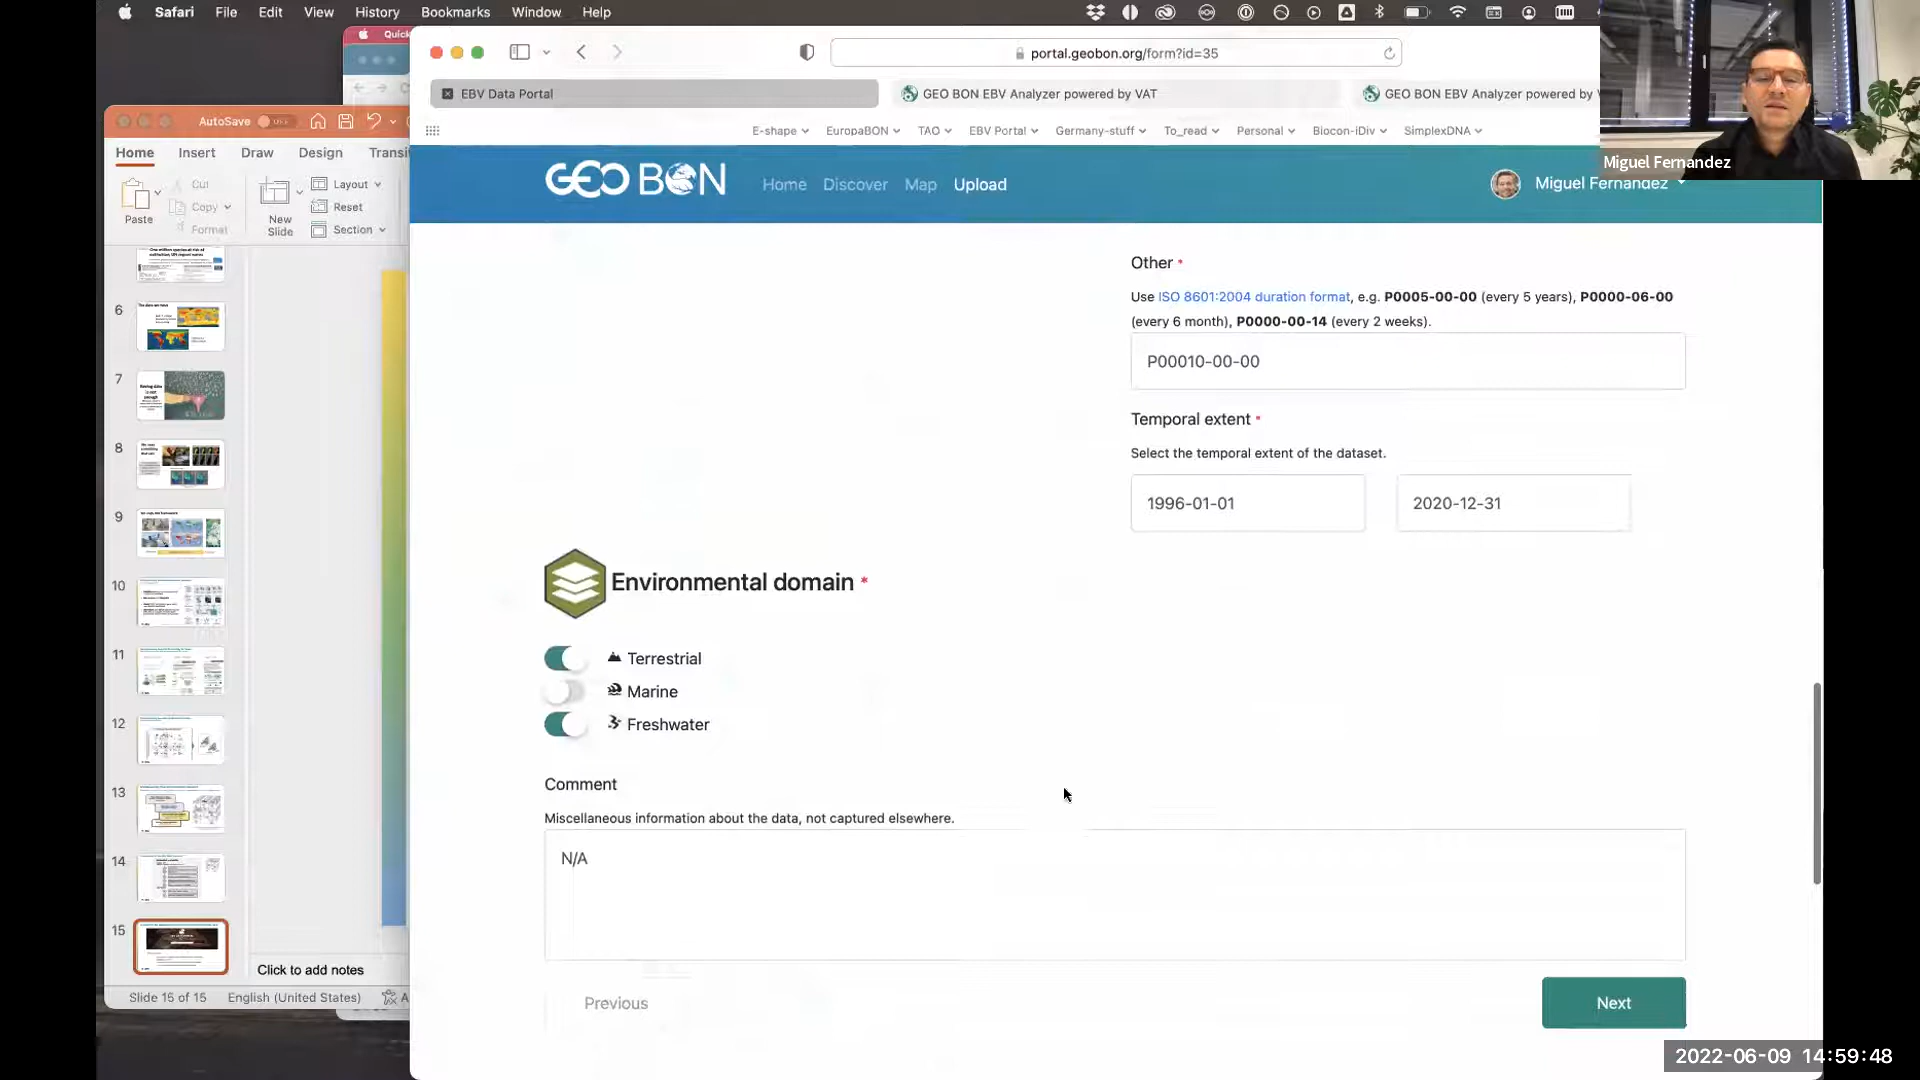 Safari File Edit View History Bookmarks Window Help
Quick
portal.geobon.org/form?id=35
EBV Data Portal
GEO BON EBV Analyzer powered by VAT
GEO BON EBV Analyzer powered by V
E-shape
EuropaBON
TAO
EBV Portal
Germany-stuff
To_read
Personal
Biocon-iDiv
SimplexDNA
Miguel Fernandez
AutoSave OFF
Home Insert Draw Design Transiti
Paste
Cut
Copy
Format
New
Slide
Layout
Reset
Section
GEO BON
Home Discover Map Upload
Miguel Fernandez
Other *
Use ISO 8601:2004 duration format, e.g. P0005-00-00 (every 5 years), P0000-06-00
(every 6 month), P0000-00-14 (every 2 weeks).
P00010-00-00
Temporal extent *
Select the temporal extent of the dataset.
1996-01-01
2020-12-31
Environmental domain *
Terrestrial
Marine
Freshwater
Comment
Miscellaneous information about the data, not captured elsewhere.
N/A
Previous
Next
6
7
8
9
10
11
12
13
14
15
Click to add notes
Slide 15 of 15
English (United States)
2022-06-09 14:59:48